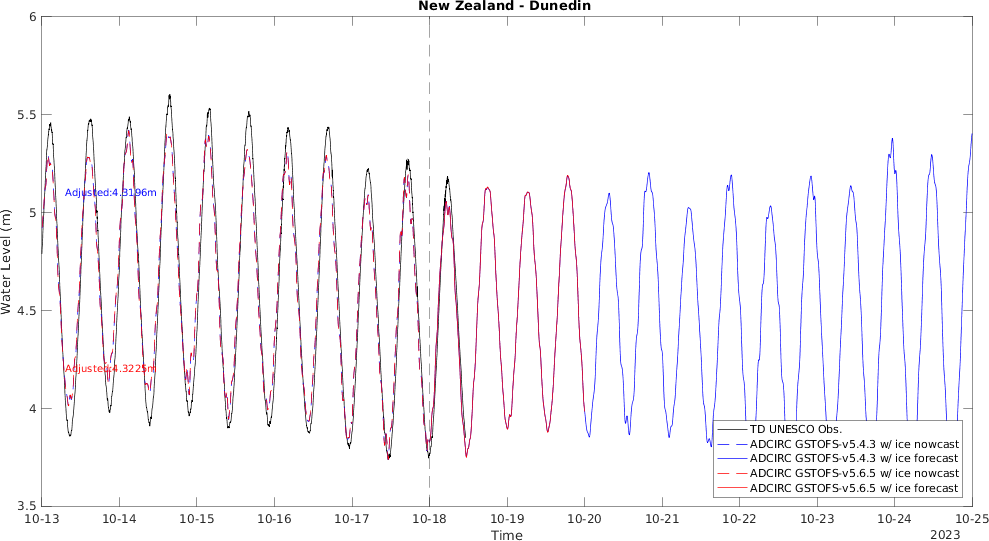 New Zealand - Dunedin
6
5.5
5
4.5
4
3.5
Water Level (m)
Adjusted:4.3196m
Adjusted:4.3225m
TD UNESCO Obs.
ADCIRC GSTOFS-v5.4.3 w/ ice nowcast
ADCIRC GSTOFS-v5.4.3 w/ ice forecast
ADCIRC GSTOFS-v5.6.5 w/ ice nowcast
ADCIRC GSTOFS-v5.6.5 w/ ice forecast
10-13 10-14 10-15 10-16 10-17 10-18 10-19 10-20 10-21 10-22 10-23 10-24 10-25
Time
2023